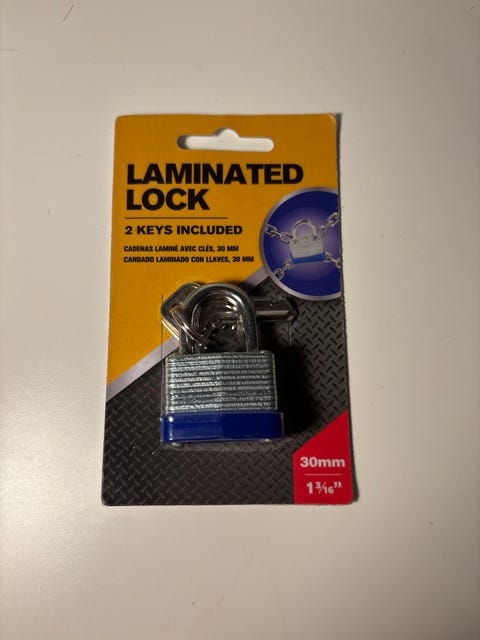 LAMINATED
LOCK
2 KEYS INCLUDED
CADENAS LAMINÉ AVEC CLÉS, 30 MM
CANDADO LAMINADO CON LLAVES, 30 MM
30mm
1 3/16”